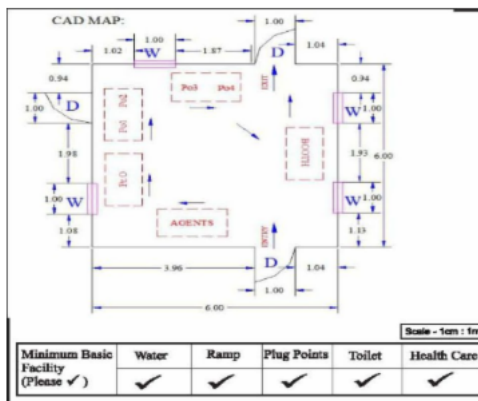 CAD MAP:
1.00
1.00
1.02
W
1.87
D
1.04
0.94
0.94
1.00
D
Po2
Po3
Po4
EXIT
W
1.00
Po1
BOOTH
1.98
1.93
6.00
Pr.O
1.00
W
W
1.00
AGENTS
ENTRY
1.08
1.13
3.96
D
1.04
1.00
6.00
Scale - 1cm : 1m
Minimum Basic Facility (Please ✓) Water Ramp Plug Points Toilet Health Care
✓ ✓ ✓ ✓ ✓